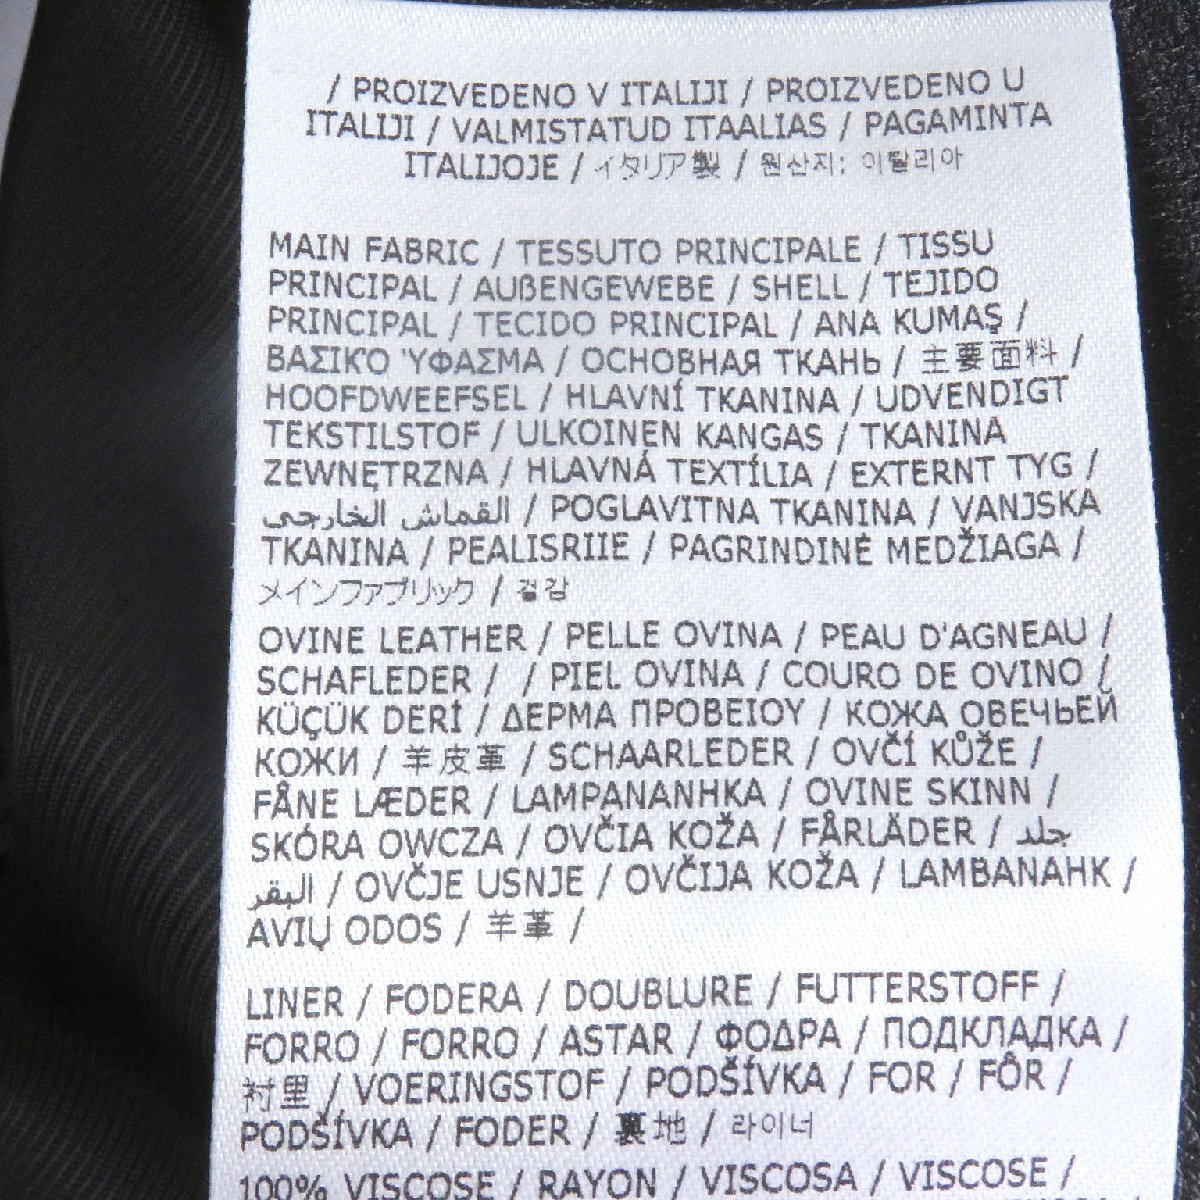 / PROIZVEDENO V ITALIJI / PROIZVEDENO U
ITALIJI / VALMISTATUD ITAALIAS / PAGAMINTA
ITALIJOJE / イタリア製 / 원산지: 이탈리아
MAIN FABRIC / TESSUTO PRINCIPALE / TISSU
PRINCIPAL / AUßENGEWEBE / SHELL / TEJIDO
PRINCIPAL / TECIDO PRINCIPAL / ANA KUMAŞ /
ΒΑΣΙΚΌ ΎΦΑΣΜΑ / ОСНОВНАЯ ТКАНЬ / 主要面料 /
HOOFDWEEFSEL / HLAVNÍ TKANINA / UDVENDIGT
TEKSTILSTOF / ULKOINEN KANGAS / TKANINA
ZEWNĘTRZNA / HLAVNÁ TEXTÍLIA / EXTERNT TYG /
القماش الخارجي / POGLAVITNA TKANINA / VANJSKA
TKANINA / PEALISRIIE / PAGRINDINĖ MEDŽIAGA /
メインファブリック / 겉감
OVINE LEATHER / PELLE OVINA / PEAU D'AGNEAU /
SCHAFLEDER / / PIEL OVINA / COURO DE OVINO /
KÜÇÜK DERİ / ΔΕΡΜΑ ΠΡΟΒΕΙΟΥ / КОЖА ОВЕЧЬЕЙ
КОЖИ / 羊皮革 / SCHAARLEDER / OVČÍ KŮŽE /
FÅNE LÆDER / LAMPANANHKA / OVINE SKINN /
SKÓRA OWCZA / OVČIA KOŽA / FÅRLÄDER / جلد
البقر / OVČJE USNJE / OVČIJA KOŽA / LAMBANAHK /
AVIŲ ODOS / 羊革 /
LINER / FODERA / DOUBLURE / FUTTERSTOFF /
FORRO / FORRO / ASTAR / ΦΟΔΡΑ / ПОДКЛАДКА /
衬里 / VOERINGSTOF / PODŠÍVKA / FOR / FÔR /
PODŠÍVKA / FODER / 裏地 / 라이너
100% VISCOSE / RAYON / VISCOSA / VISCOSE /